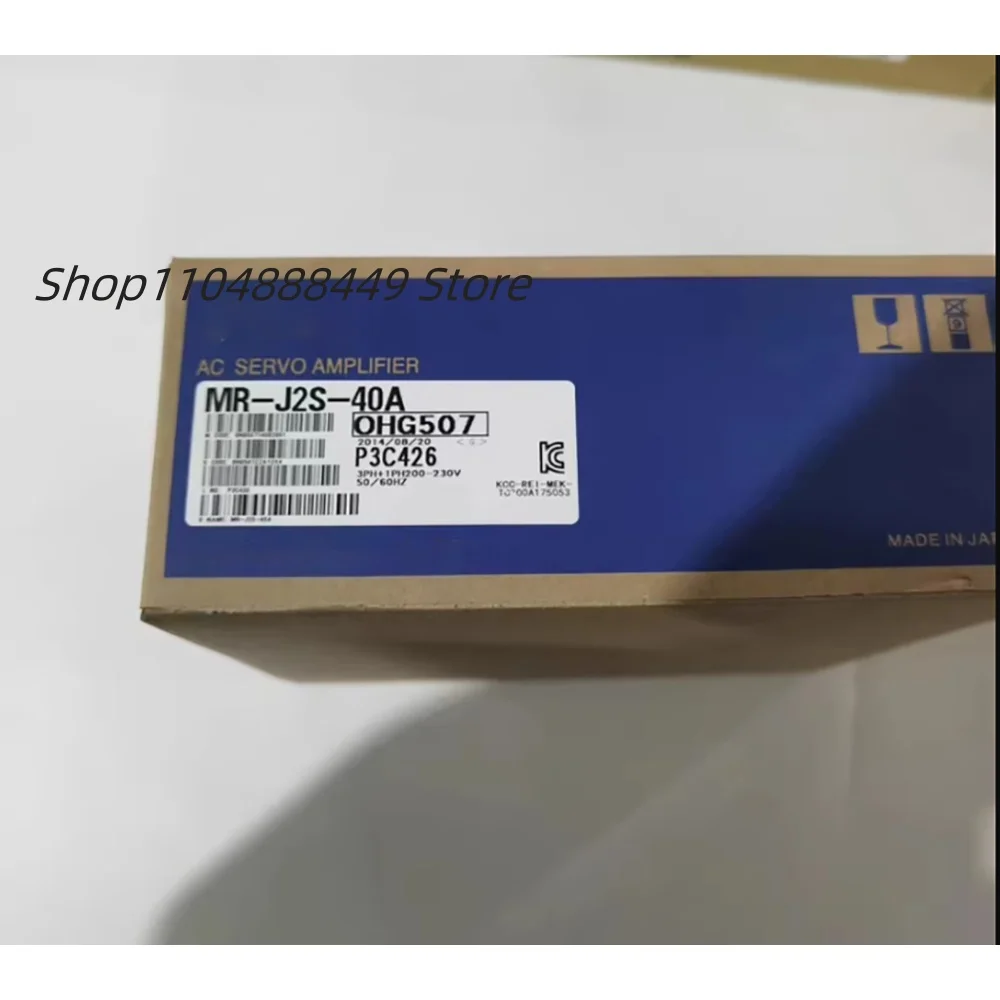 Shop1104888449 Store
AC SERVO AMPLIFIER
MR-J2S-40A
OHG507
2014/08/20
P3C426
3PH+1PH200-230V
50/60HZ
KCC-REI-MEK-
MADE IN JAP